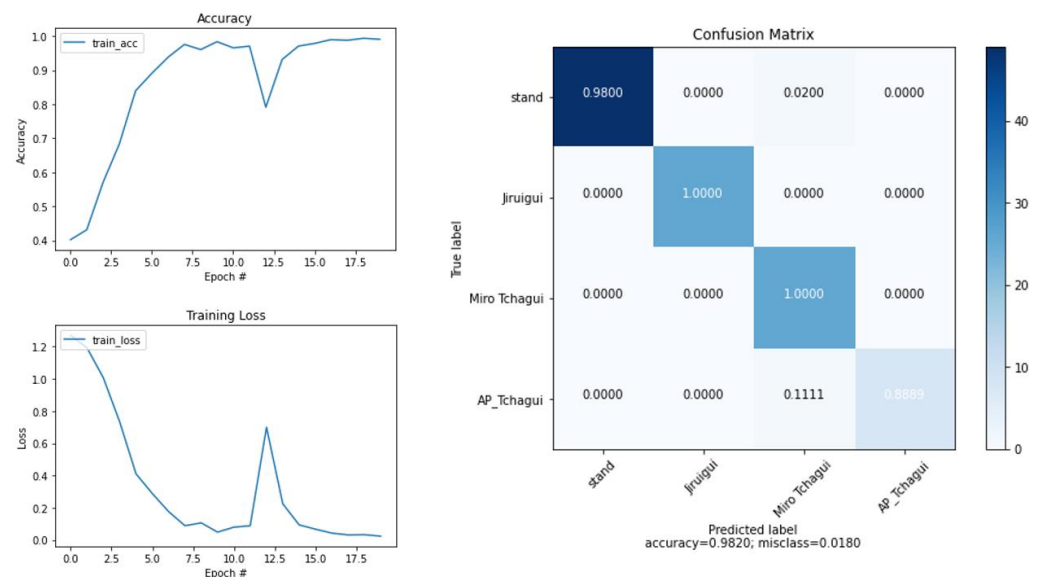 Accuracy
train_acc
1.0
0.9
0.8
0.7
0.6
0.5
0.4
Accuracy
0.0 2.5 5.0 7.5 10.0 12.5 15.0 17.5
Epoch #
Training Loss
train_loss
1.2
1.0
0.8
0.6
0.4
0.2
0.0
Loss
0.0 2.5 5.0 7.5 10.0 12.5 15.0 17.5
Epoch #
Confusion Matrix
True label
stand 0.9800 0.0000 0.0200 0.0000
Jiruigui 0.0000 1.0000 0.0000 0.0000
Miro Tchagui 0.0000 0.0000 1.0000 0.0000
AP_Tchagui 0.0000 0.0000 0.1111 0.8889
stand Jiruigui Miro Tchagui AP_Tchagui
Predicted label
accuracy=0.9820; misclass=0.0180
40
30
20
10
0